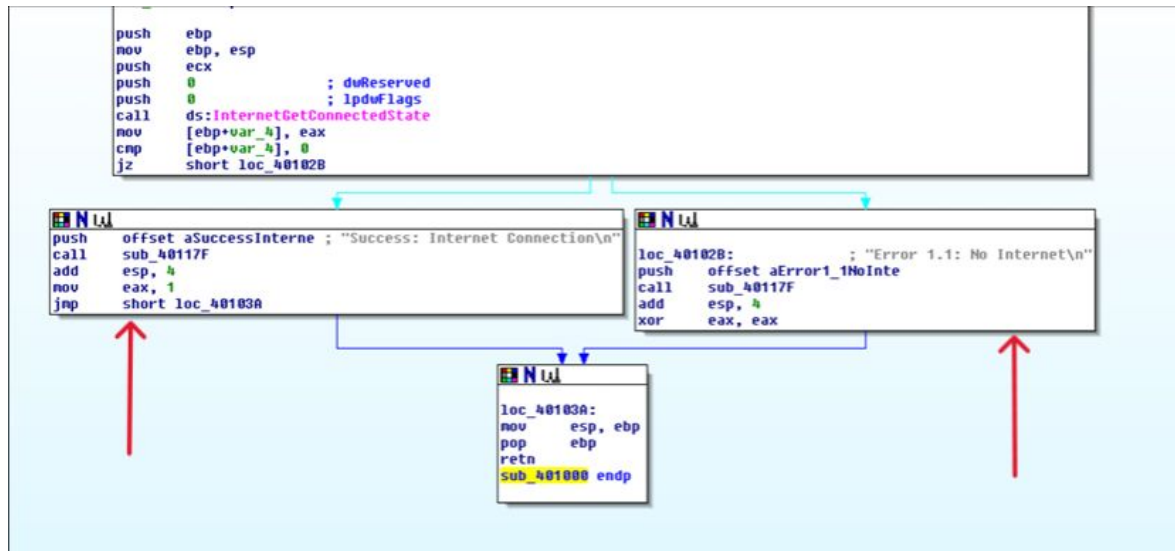 push ebp
mov ebp, esp
push ecx
push 0 ; dwReserved
push 0 ; lpdwFlags
call ds:InternetGetConnectedState
mov [ebp+var_4], eax
cmp [ebp+var_4], 0
jz short loc_40102B
push offset aSuccessInterne ; "Success: Internet Connection\n"
call sub_40117F
add esp, 4
mov eax, 1
jmp short loc_40103A
loc_40102B: ; "Error 1.1: No Internet\n"
push offset aError1_1NoInte
call sub_40117F
add esp, 4
xor eax, eax
loc_40103A:
mov esp, ebp
pop ebp
retn
sub_401000 endp